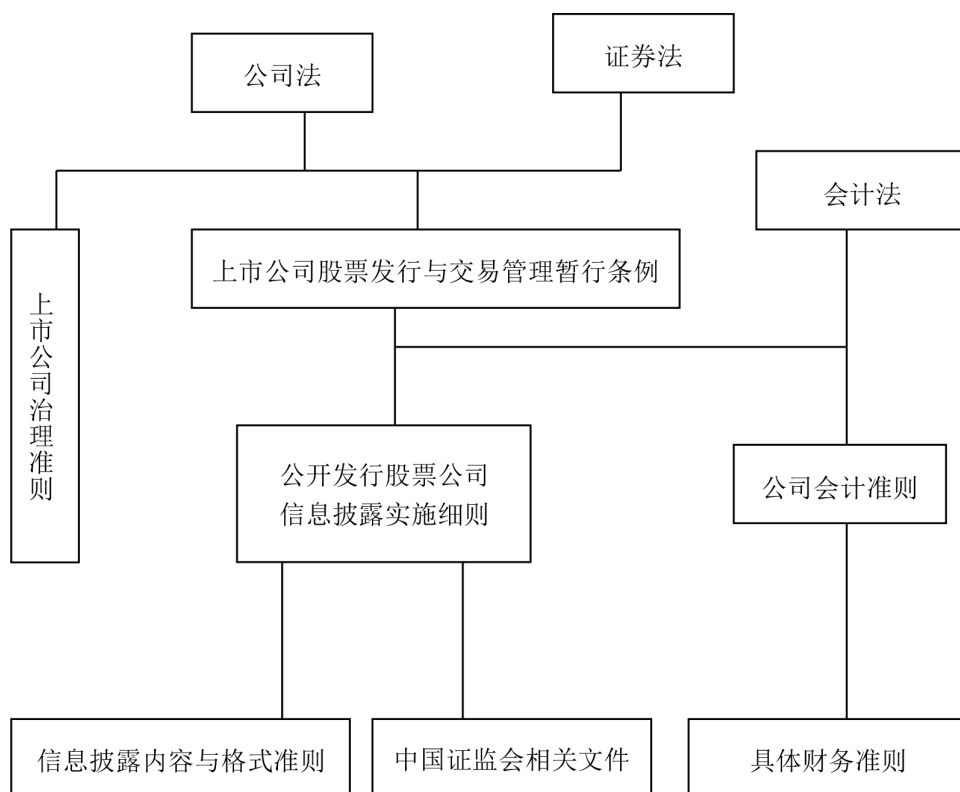 公司法
证券法
会计法
上市公司股票发行与交易管理暂行条例
上市公司治理准则
公开发行股票公司
信息披露实施细则
公司会计准则
信息披露内容与格式准则
中国证监会相关文件
具体财务准则